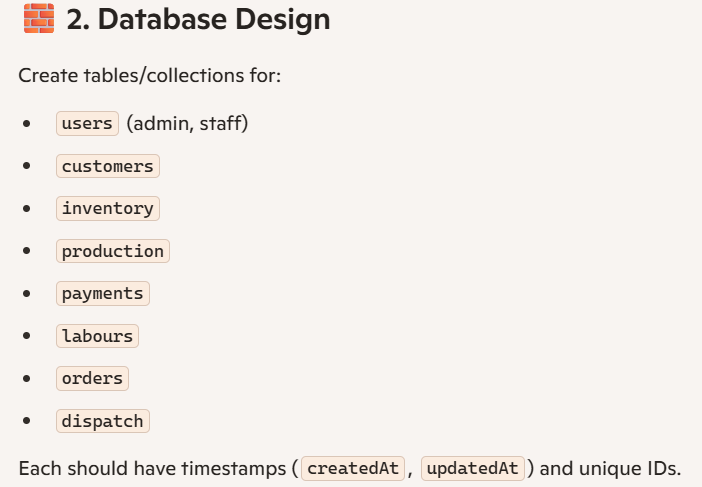 🧱 2. Database Design
Create tables/collections for:
• users (admin, staff)
• customers
• inventory
• production
• payments
• labours
• orders
• dispatch
Each should have timestamps ( createdAt , updatedAt ) and unique IDs.